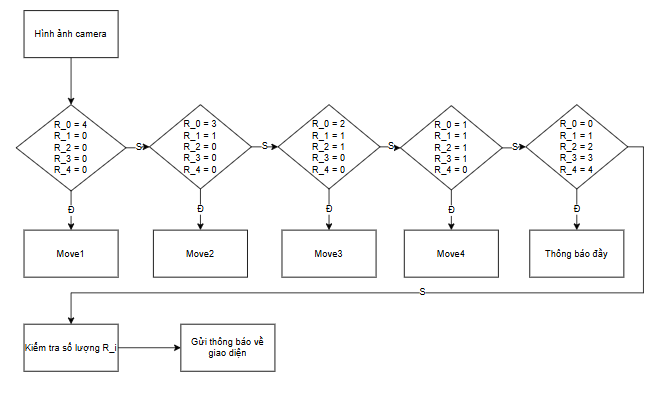 Hình ảnh camera
R_0 = 4
R_1 = 0
R_2 = 0
R_3 = 0
R_4 = 0
S
R_0 = 3
R_1 = 1
R_2 = 0
R_3 = 0
R_4 = 0
S
R_0 = 2
R_1 = 1
R_2 = 1
R_3 = 0
R_4 = 0
S
R_0 = 1
R_1 = 1
R_2 = 1
R_3 = 1
R_4 = 0
S
R_0 = 0
R_1 = 1
R_2 = 2
R_3 = 3
R_4 = 4
Đ
Đ
Đ
Đ
Đ
Move1
Move2
Move3
Move4
Thông báo đầy
S
Kiểm tra số lượng R_i
Gửi thông báo về
giao diện